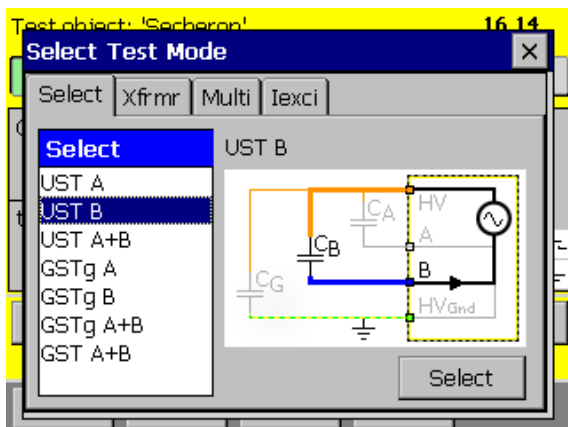 Test object: 'Secheron'
16 14
Select Test Mode
Select
Xfrmr
Multi
Iexci
Select
UST A
UST B
UST A+B
GSTg A
GSTg B
GSTg A+B
GST A+B
UST B
HV
CA
A
CB
B
CG
HVGnd
Select